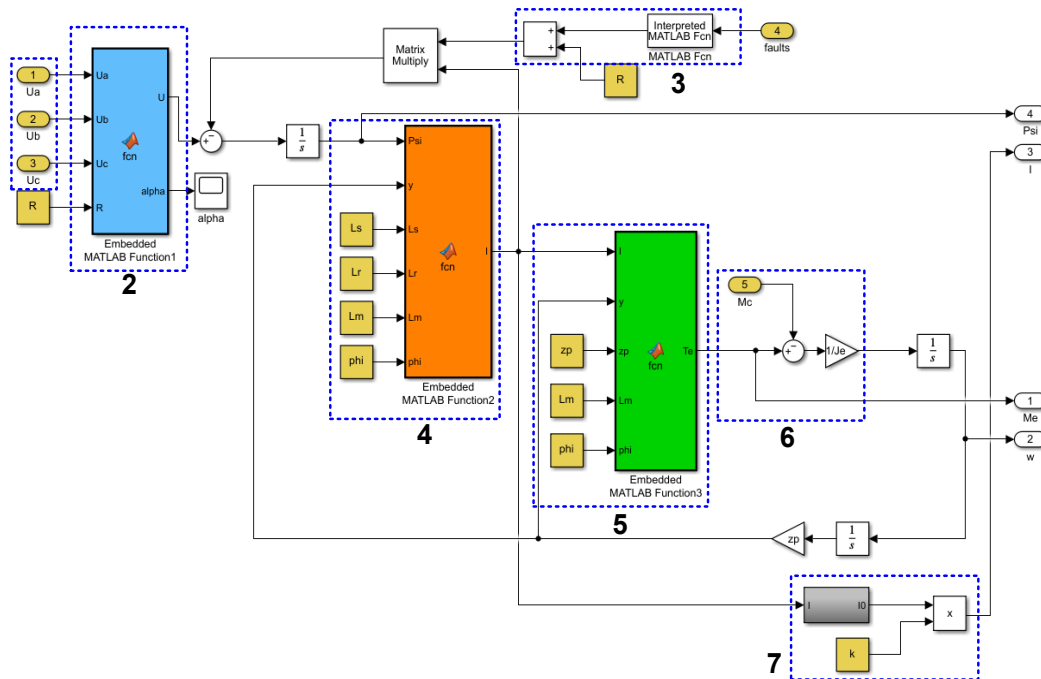 1
Ua
2
Ub
3
Uc
R
Ua
Ub
Uc
R
U
alpha
fcn
Embedded
MATLAB Function1
2
alpha
+
−
1
s
Matrix
Multiply
+
+
Interpreted
MATLAB Fcn
MATLAB Fcn
R
3
4
faults
Psi
y
Ls
Lr
Lm
phi
fcn
I
Ls
Lr
Lm
phi
Embedded
MATLAB Function2
4
I
y
zp
Lm
phi
fcn
Te
zp
Lm
phi
Embedded
MATLAB Function3
5
5
Mc
+
−
1/Je
6
1
s
4
Psi
3
I
1
Me
2
w
zp
1
s
I
I0
k
x
7